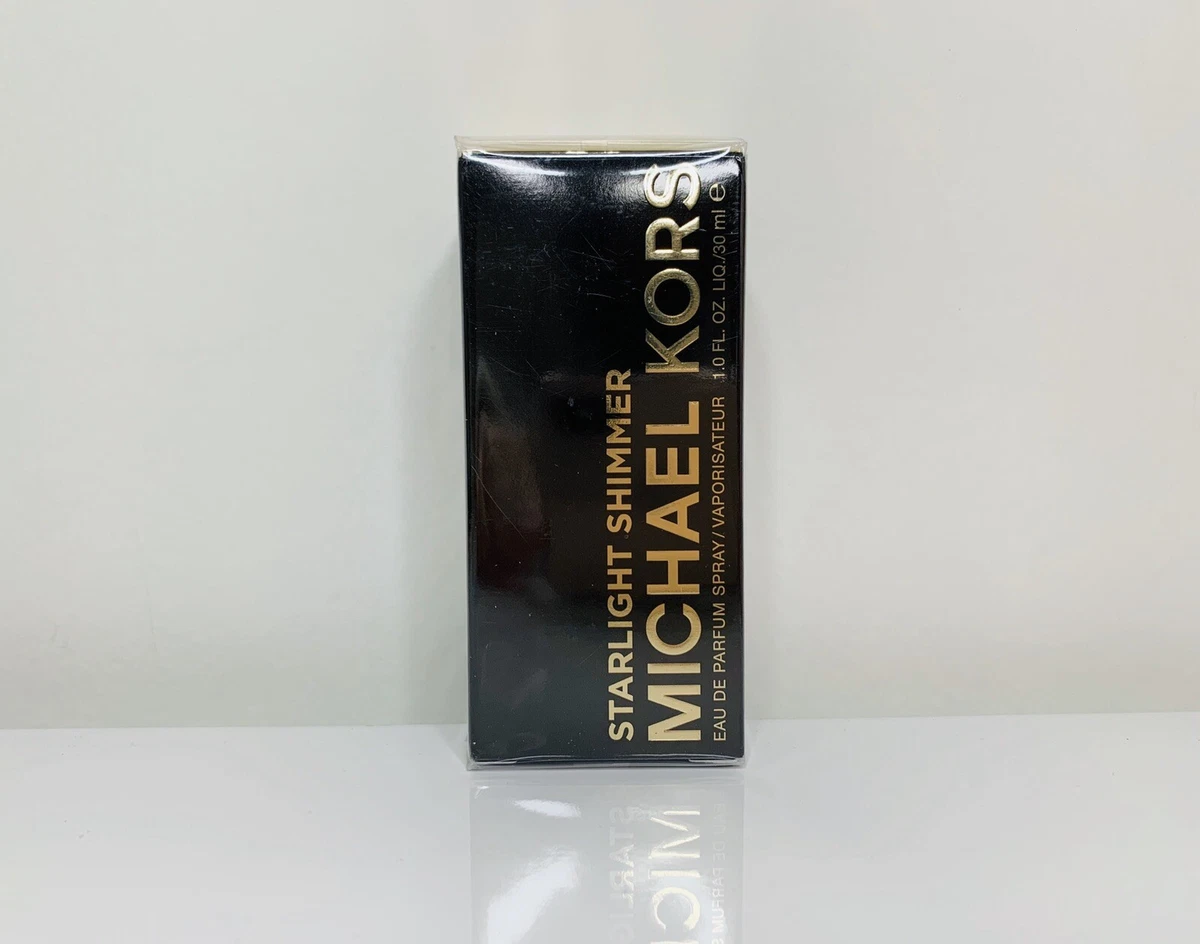 STARLIGHT SHIMMER
MICHAEL KORS
EAU DE PARFUM SPRAY/VAPORISATEUR 1.0 FL. OZ. LIQ./30 ml ℮